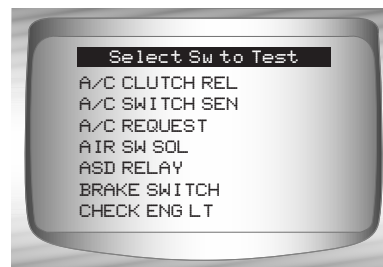 Select Sw to Test
A/C CLUTCH REL
A/C SWITCH SEN
A/C REQUEST
AIR SW SOL
ASD RELAY
BRAKE SWITCH
CHECK ENG LT